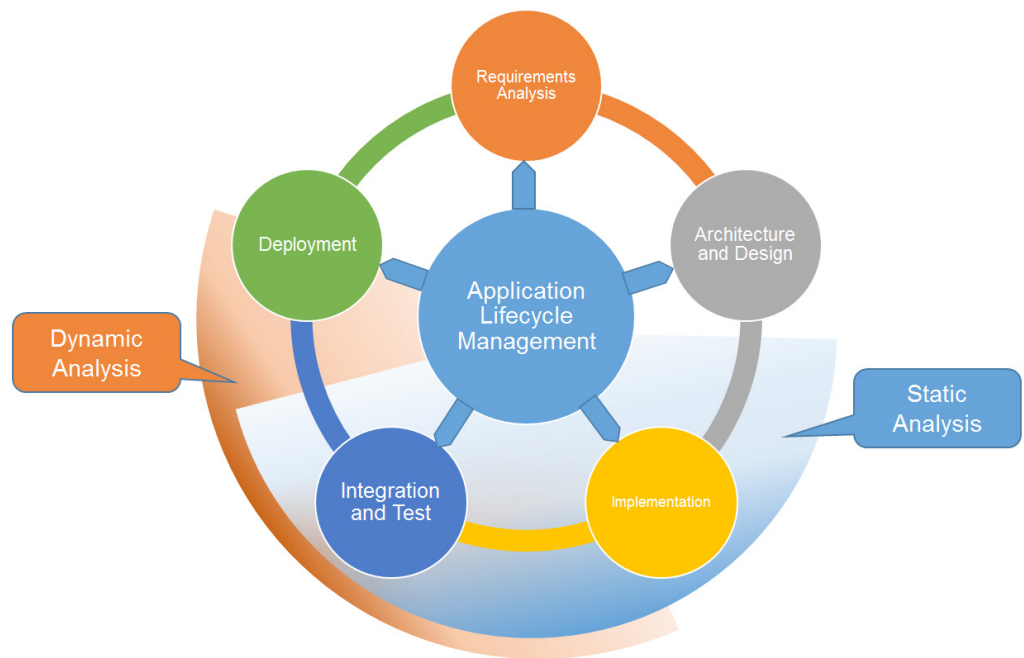 Requirements
Analysis
Deployment
Architecture
and Design
Application
Lifecycle
Management
Dynamic
Analysis
Static
Analysis
Integration
and Test
Implementation